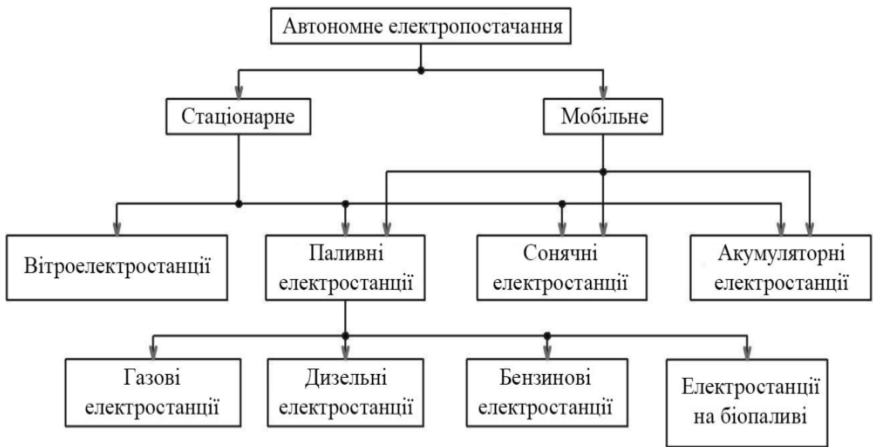 Автономне електропостачання
Стаціонарне
Мобільне
Вітроелектростанції
Паливні
електростанції
Сонячні
електростанції
Акумуляторні
електростанції
Газові
електростанції
Дизельні
електростанції
Бензинові
електростанції
Електростанції
на біопаливі